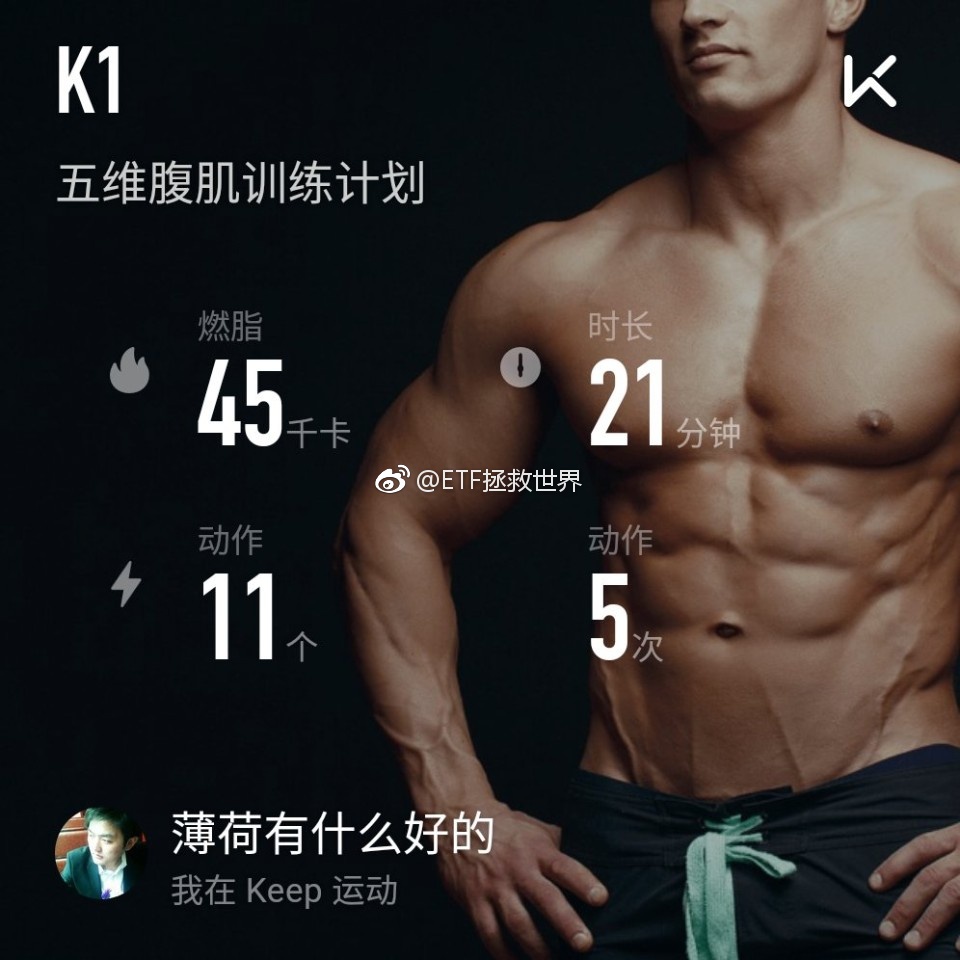 K1
五维腹肌训练计划
燃脂
45千卡
时长
21分钟
@ETF拯救世界
动作
11个
动作
5次
薄荷有什么好的
我在 Keep 运动